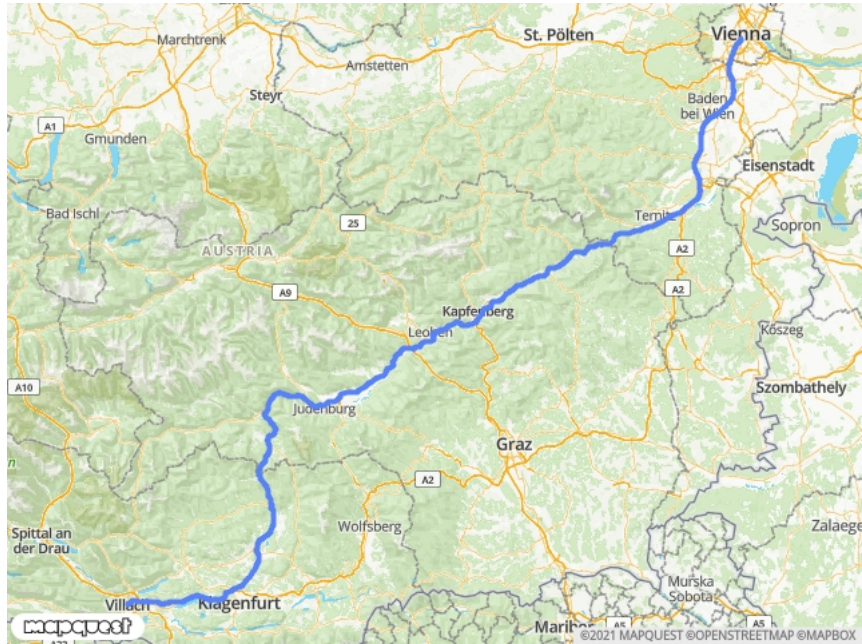 Marchtrenk
St. Pölten
Vienna
Amstetten
Steyr
Baden
bei Wien
A1
Gmunden
Eisenstadt
Bad Ischl
25
Ternitz
Sopron
AUSTRIA
A2
A9
A2
Kapfenberg
Leoben
Kőszeg
A10
Szombathely
Judenburg
Graz
A2
Wolfsberg
Spittal an
der Drau
Zalaege
Murska
Sobota
Villach
Klagenfurt
Maribor
A5
A5
mapquest
©2021 MAPQUEST ©OPENSTREETMAP ©MAPBOX